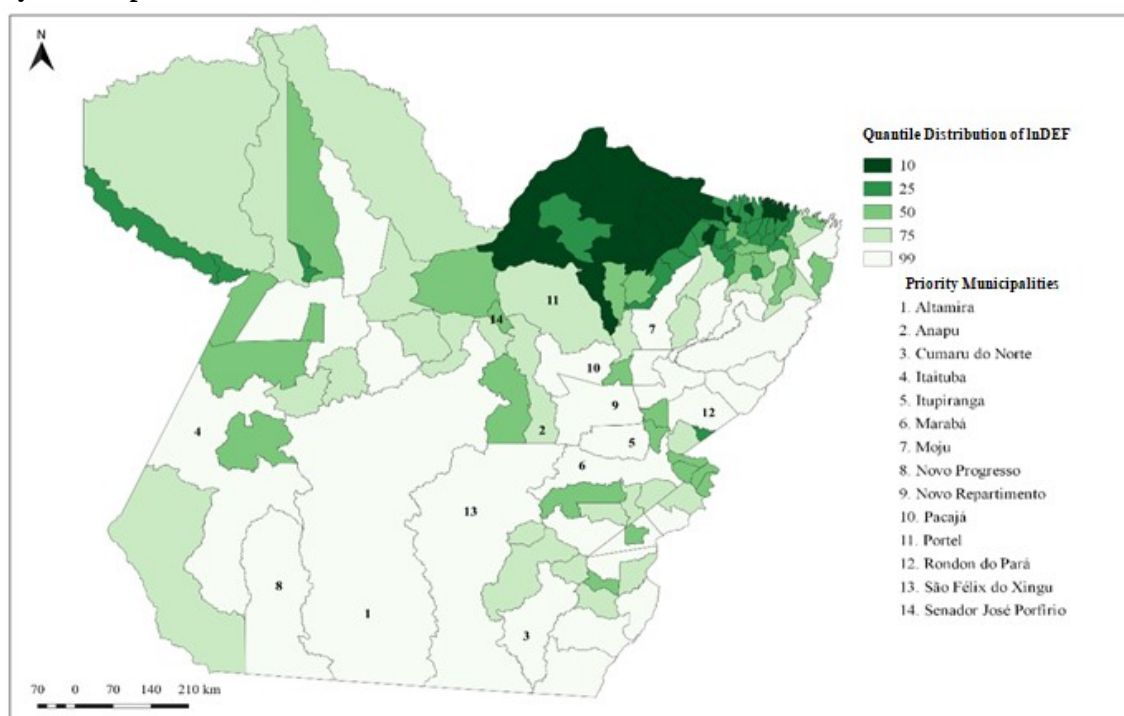 N
Quantile Distribution of lnDEF
10
25
50
75
99
Priority Municipalities
1. Altamira
2. Anapu
3. Cumaru do Norte
4. Itaituba
5. Itupiranga
6. Marabá
7. Moju
8. Novo Progresso
9. Novo Repartimento
10. Pacajá
11. Portel
12. Rondon do Pará
13. São Félix do Xingu
14. Senador José Porfírio
11
14
7
10
9
12
2
4
5
6
13
8
1
3
70 0 70 140 210 km